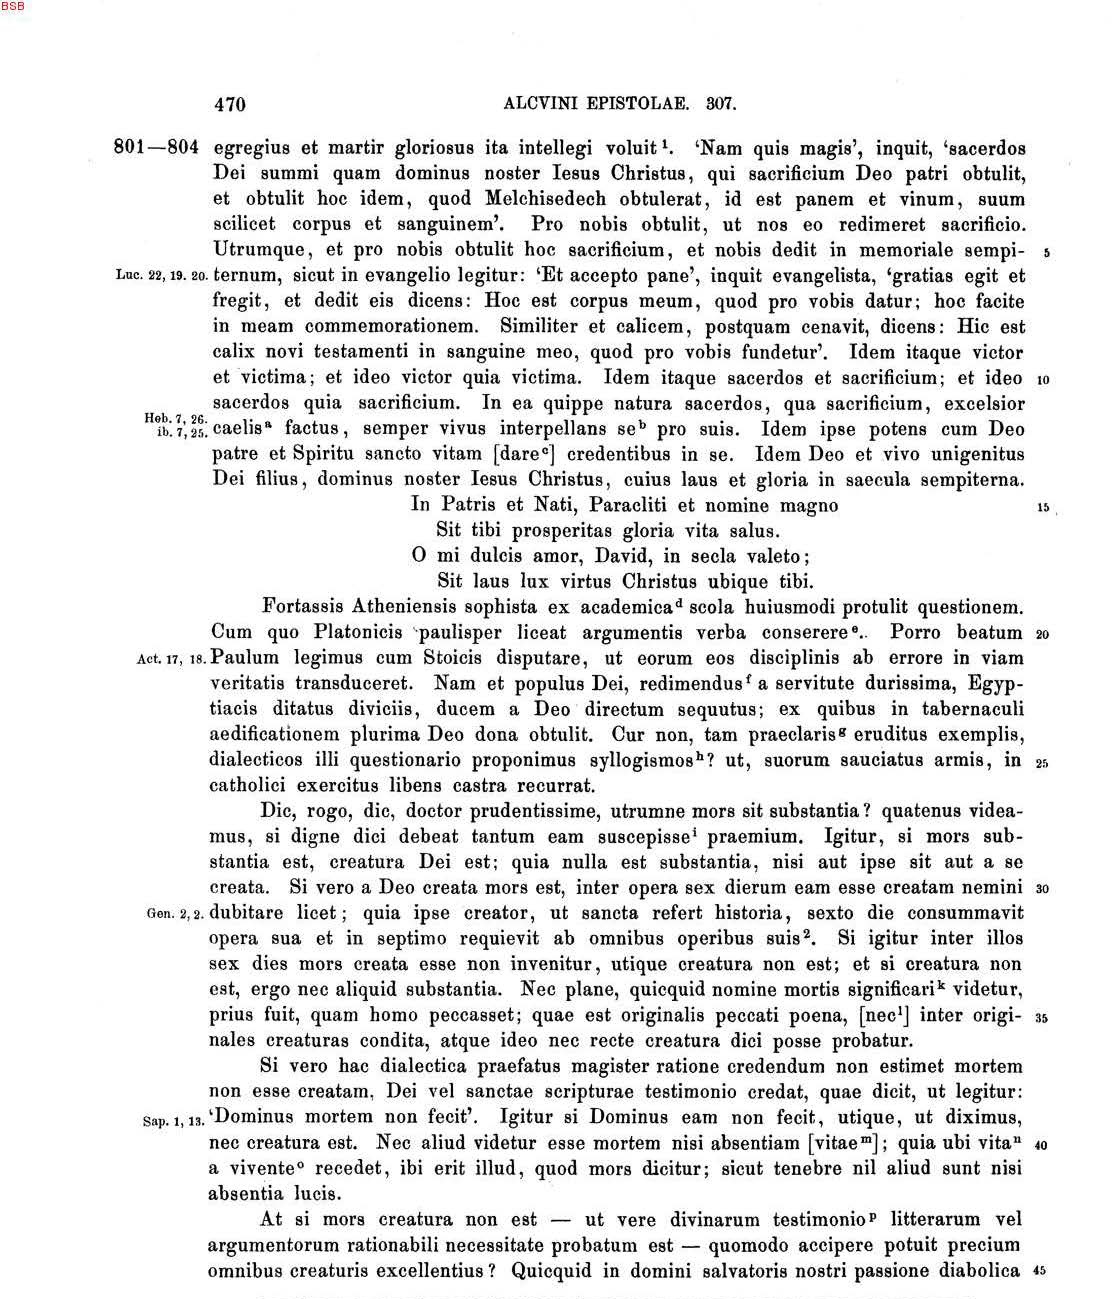 BSB
470 ALCVINI EPISTOLAE. 307.
801—804 egregius et martir gloriosus ita intellegi voluit¹. ‘Nam quis magis’, inquit, ‘sacerdos
Dei summi quam dominus noster Iesus Christus, qui sacrificium Deo patri obtulit,
et obtulit hoc idem, quod Melchisedech obtulerat, id est panem et vinum, suum
scilicet corpus et sanguinem’. Pro nobis obtulit, ut nos eo redimeret sacrificio.
Utrumque, et pro nobis obtulit hoc sacrificium, et nobis dedit in memoriale sempi- 5
Luc. 22, 19. 20. ternum, sicut in evangelio legitur: ‘Et accepto pane’, inquit evangelista, ‘gratias egit et
fregit, et dedit eis dicens: Hoc est corpus meum, quod pro vobis datur; hoc facite
in meam commemorationem. Similiter et calicem, postquam cenavit, dicens: Hic est
calix novi testamenti in sanguine meo, quod pro vobis fundetur’. Idem itaque victor
et victima; et ideo victor quia victima. Idem itaque sacerdos et sacrificium; et ideo 10
sacerdos quia sacrificium. In ea quippe natura sacerdos, qua sacrificium, excelsior
Heb. 7, 26.
ib. 7, 25. caelisᵃ factus, semper vivus interpellans seᵇ pro suis. Idem ipse potens cum Deo
patre et Spiritu sancto vitam [dareᶜ] credentibus in se. Idem Deo et vivo unigenitus
Dei filius, dominus noster Iesus Christus, cuius laus et gloria in saecula sempiterna.
In Patris et Nati, Paracliti et nomine magno 15
Sit tibi prosperitas gloria vita salus.
O mi dulcis amor, David, in secla valeto;
Sit laus lux virtus Christus ubique tibi.
Fortassis Atheniensis sophista ex academicaᵈ scola huiusmodi protulit questionem.
Cum quo Platonicis paulisper liceat argumentis verba conserereᵉ. Porro beatum 20
Act. 17, 18. Paulum legimus cum Stoicis disputare, ut eorum eos disciplinis ab errore in viam
veritatis transduceret. Nam et populus Dei, redimendusᶠ a servitute durissima, Egyp-
tiacis ditatus diviciis, ducem a Deo directum sequutus; ex quibus in tabernaculi
aedificationem plurima Deo dona obtulit. Cur non, tam praeclarisᵍ eruditus exemplis,
dialecticos illi questionario proponimus syllogismosʰ? ut, suorum sauciatus armis, in 25
catholici exercitus libens castra recurrat.
Dic, rogo, dic, doctor prudentissime, utrumne mors sit substantia? quatenus videa-
mus, si digne dici debeat tantum eam suscepisseⁱ praemium. Igitur, si mors sub-
stantia est, creatura Dei est; quia nulla est substantia, nisi aut ipse sit aut a se
creata. Si vero a Deo creata mors est, inter opera sex dierum eam esse creatam nemini 30
Gen. 2, 2. dubitare licet; quia ipse creator, ut sancta refert historia, sexto die consummavit
opera sua et in septimo requievit ab omnibus operibus suis². Si igitur inter illos
sex dies mors creata esse non invenitur, utique creatura non est; et si creatura non
est, ergo nec aliquid substantia. Nec plane, quicquid nomine mortis significariᵏ videtur,
prius fuit, quam homo peccasset; quae est originalis peccati poena, [necˡ] inter origi- 35
nales creaturas condita, atque ideo nec recte creatura dici posse probatur.
Si vero hac dialectica praefatus magister ratione credendum non estimet mortem
non esse creatam, Dei vel sanctae scripturae testimonio credat, quae dicit, ut legitur:
Sap. 1, 13. ‘Dominus mortem non fecit’. Igitur si Dominus eam non fecit, utique, ut diximus,
nec creatura est. Nec aliud videtur esse mortem nisi absentiam [vitaeᵐ]; quia ubi vitaⁿ 40
a viventeᵒ recedet, ibi erit illud, quod mors dicitur; sicut tenebre nil aliud sunt nisi
absentia lucis.
At si mors creatura non est — ut vere divinarum testimonioᵖ litterarum vel
argumentorum rationabili necessitate probatum est — quomodo accipere potuit precium
omnibus creaturis excellentius? Quicquid in domini salvatoris nostri passione diabolica 45